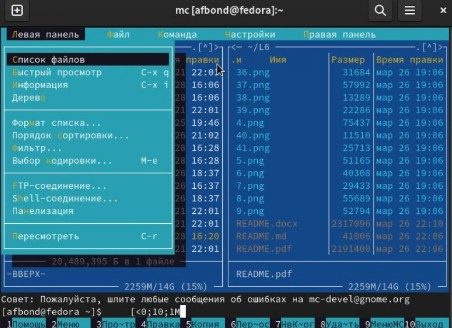 mc [afbond@fedora]:~
Левая панель Файл Команда Настройки Правая панель
.[^]> <─ ~/L6 .[^]>
Список файлов правки .и Имя Размер Время правки
Быстрый просмотр C-x q 22:01 36.png 31684 мар 26 19:06
Информация C-x i 16:06 37.png 57992 мар 26 19:06
Дерево 16:06 38.png 13289 мар 26 19:06
22:01 39.png 22286 мар 26 19:06
Формат списка... 19:46 4.png 75437 мар 26 19:06
Порядок сортировки... 21:02 40.png 11510 мар 26 19:06
Фильтр... 16:28 41.png 25713 мар 26 19:06
Выбор кодировки... M-e 16:28 5.png 51165 мар 26 19:06
18:37 6.png 40308 мар 26 19:06
FTP-соединение... 16:37 7.png 29433 мар 26 19:06
Shell-соединение... 18:37 8.png 55689 мар 26 19:06
Панелизация 22:01 9.png 52794 мар 26 19:06
22:01 README.docx 2317096 мар 26 22:10
Пересмотреть C-r 16:20 README.md 41006 мар 26 19:06
22:01 README.pdf 2191400 мар 26 19:06
20,489,395 Б в 1 файле
-ВВЕРХ- README.pdf
2259M/14G (15%) 2259M/14G (15%)
Совет: Пожалуйста, шлите любые сообщения об ошибках на mc-devel@gnome.org
[afbond@fedora ~]$ [<0;10;1M
1Помощь 2Меню 3Про~тр 4Правка 5Копия 6Пер~ос 7НвК~ог 8Уда~ть 9МенюMC 10Выход